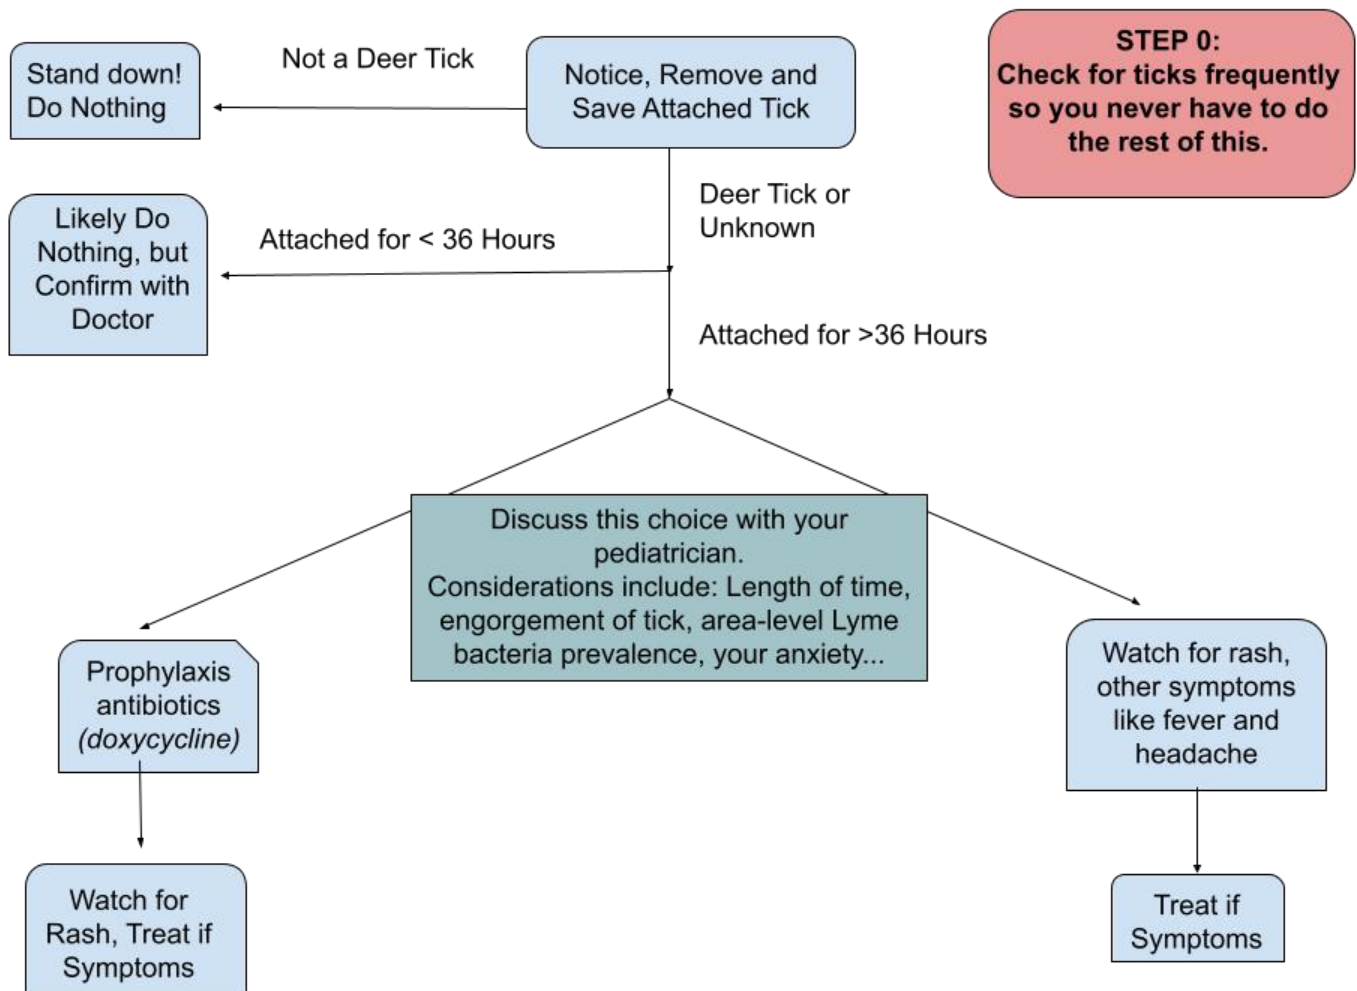 Stand down!
Do Nothing
Not a Deer Tick
Notice, Remove and
Save Attached Tick
STEP 0:
Check for ticks frequently
so you never have to do
the rest of this.
Deer Tick or
Unknown
Likely Do
Nothing, but
Confirm with
Doctor
Attached for < 36 Hours
Attached for >36 Hours
Discuss this choice with your
pediatrician.
Considerations include: Length of time,
engorgement of tick, area-level Lyme
bacteria prevalence, your anxiety...
Prophylaxis
antibiotics
(doxycycline)
Watch for rash,
other symptoms
like fever and
headache
Watch for
Rash, Treat if
Symptoms
Treat if
Symptoms